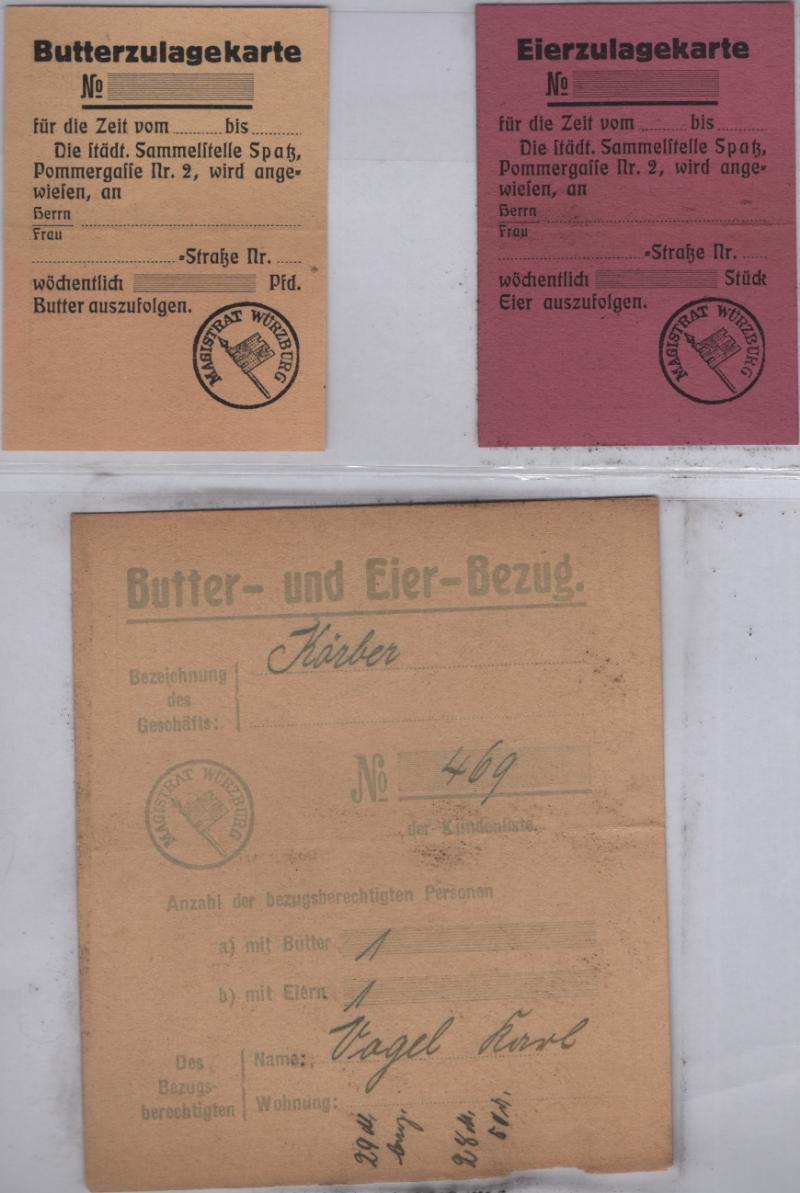 Butterzulagekarte
№
für die Zeit vom ........ bis ........
Die städt. Sammelstelle Spatz,
Pommergasse Nr. 2, wird ange-
wiesen, an
Herrn
Frau
-Straße Nr. ....
wöchentlich Pfd.
Butter auszufolgen.
MAGISTRAT WÜRZBURG
Eierzulagekarte
№
für die Zeit vom ........ bis ........
Die städt. Sammelstelle Spatz,
Pommergasse Nr. 2, wird ange-
wiesen, an
Herrn
Frau
-Straße Nr. ....
wöchentlich Stück
Eier auszufolgen.
MAGISTRAT WÜRZBURG
Butter- und Eier-Bezug.
Körber
Bezeichnung
des
Geschäfts:
MAGISTRAT WÜRZBURG
№ 469
der Kundenliste.
Anzahl der bezugsberechtigten Personen
a) mit Butter 1
b) mit Eiern 1
Des
Bezugs-
berechtigten
Name: Vogel Karl
Wohnung:
29
28